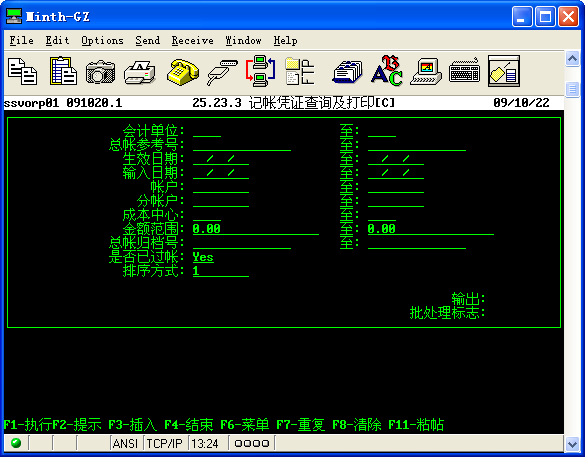 Minth-GZ
File Edit Options Send Receive Window Help
ssvorp01 091020.1 25.23.3 记帐凭证查询及打印[C] 09/10/22
会计单位: 至:
总帐参考号: 至:
生效日期: / / 至: / /
输入日期: / / 至: / /
帐户: 至:
分帐户: 至:
成本中心: 至:
金额范围: 0.00 至: 0.00
总帐归档号: 至:
是否已过帐: Yes
排序方式: 1
输出:
批处理标志:
F1-执行F2-提示 F3-插入 F4-结束 F6-菜单 F7-重复 F8-清除 F11-粘帖
ANSI TCP/IP 13:24